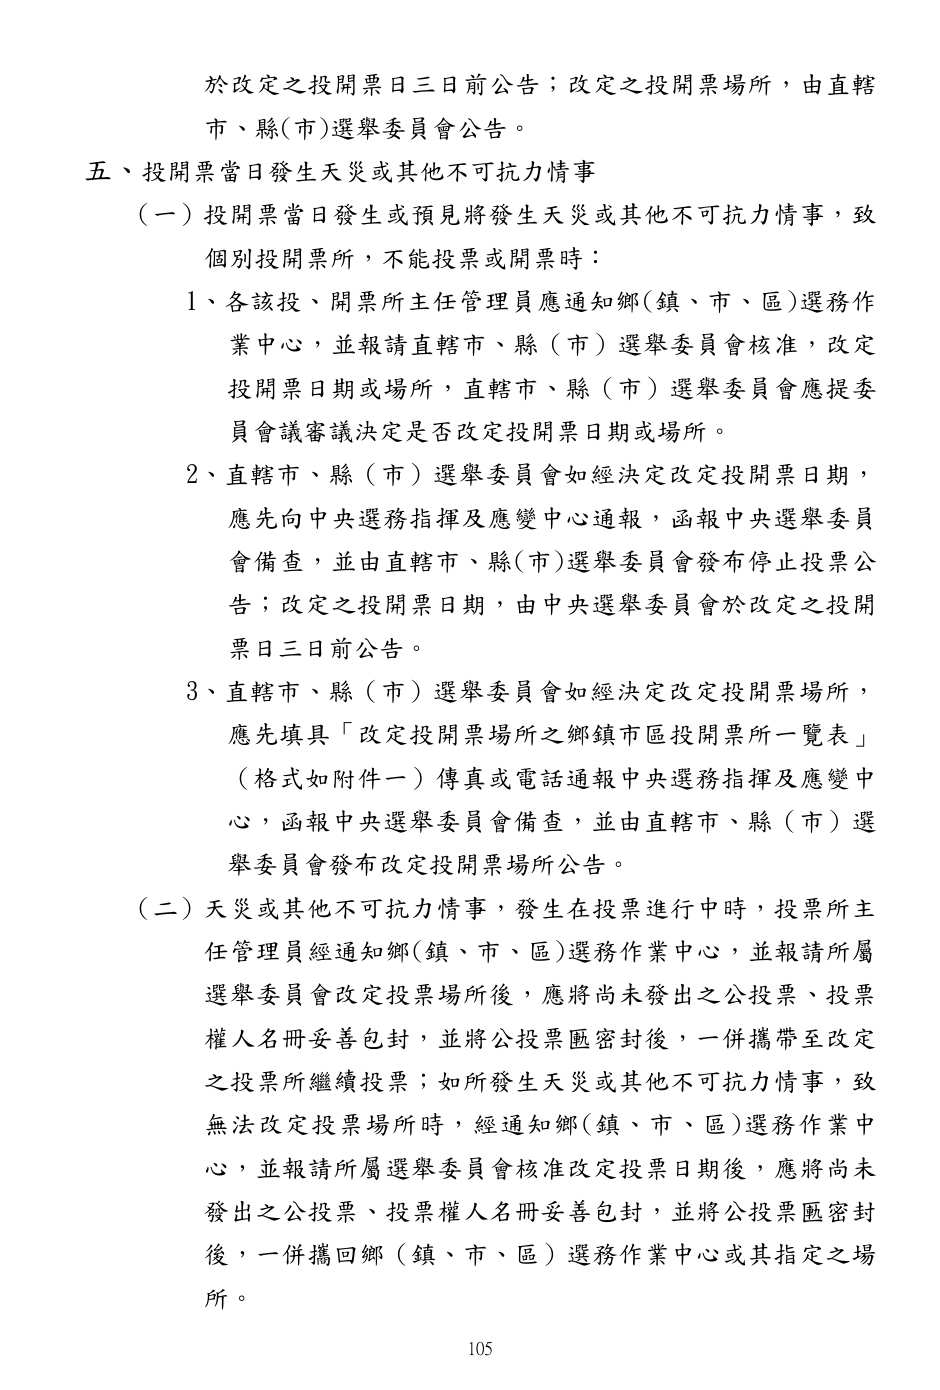 於改定之投開票日三日前公告；改定之投開票場所，由直轄
市、縣(市)選舉委員會公告。
五、投開票當日發生天災或其他不可抗力情事
（一）投開票當日發生或預見將發生天災或其他不可抗力情事，致
個別投開票所，不能投票或開票時：
1、各該投、開票所主任管理員應通知鄉(鎮、市、區)選務作
業中心，並報請直轄市、縣（市）選舉委員會核准，改定
投開票日期或場所，直轄市、縣（市）選舉委員會應提委
員會議審議決定是否改定投開票日期或場所。
2、直轄市、縣（市）選舉委員會如經決定改定投開票日期，
應先向中央選務指揮及應變中心通報，函報中央選舉委員
會備查，並由直轄市、縣(市)選舉委員會發布停止投票公
告；改定之投開票日期，由中央選舉委員會於改定之投開
票日三日前公告。
3、直轄市、縣（市）選舉委員會如經決定改定投開票場所，
應先填具「改定投開票場所之鄉鎮市區投開票所一覽表」
（格式如附件一）傳真或電話通報中央選務指揮及應變中
心，函報中央選舉委員會備查，並由直轄市、縣（市）選
舉委員會發布改定投開票場所公告。
（二）天災或其他不可抗力情事，發生在投票進行中時，投票所主
任管理員經通知鄉(鎮、市、區)選務作業中心，並報請所屬
選舉委員會改定投票場所後，應將尚未發出之公投票、投票
權人名冊妥善包封，並將公投票匭密封後，一併攜帶至改定
之投票所繼續投票；如所發生天災或其他不可抗力情事，致
無法改定投票場所時，經通知鄉(鎮、市、區)選務作業中
心，並報請所屬選舉委員會核准改定投票日期後，應將尚未
發出之公投票、投票權人名冊妥善包封，並將公投票匭密封
後，一併攜回鄉（鎮、市、區）選務作業中心或其指定之場
所。
105